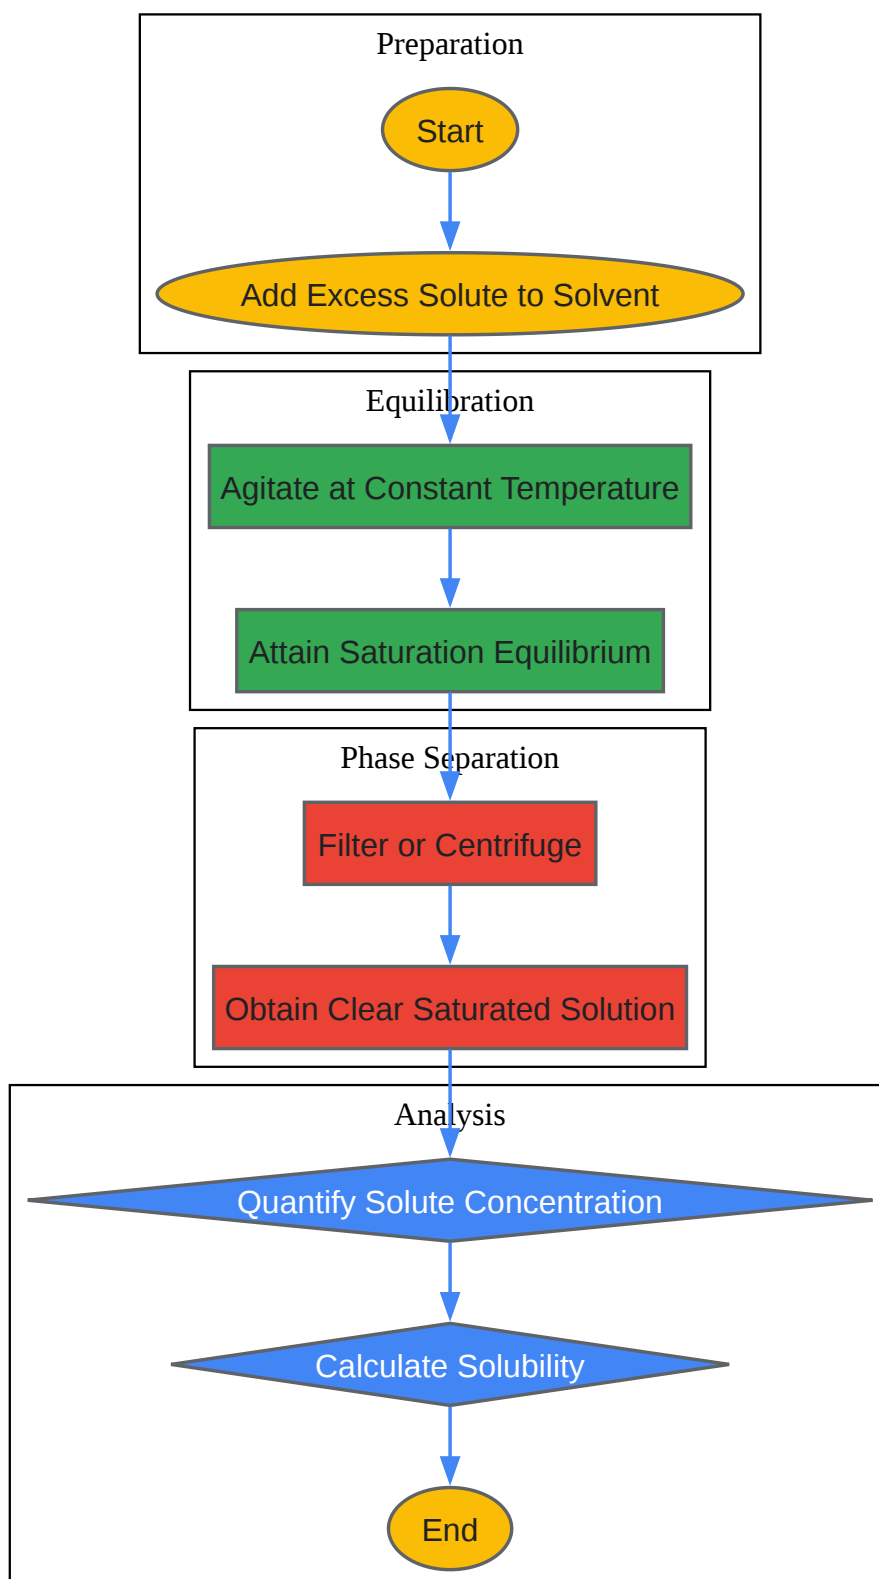 Preparation
Start
Add Excess Solute to Solvent
Equilibration
Agitate at Constant Temperature
Attain Saturation Equilibrium
Phase Separation
Filter or Centrifuge
Obtain Clear Saturated Solution
Analysis
Quantify Solute Concentration
Calculate Solubility
End